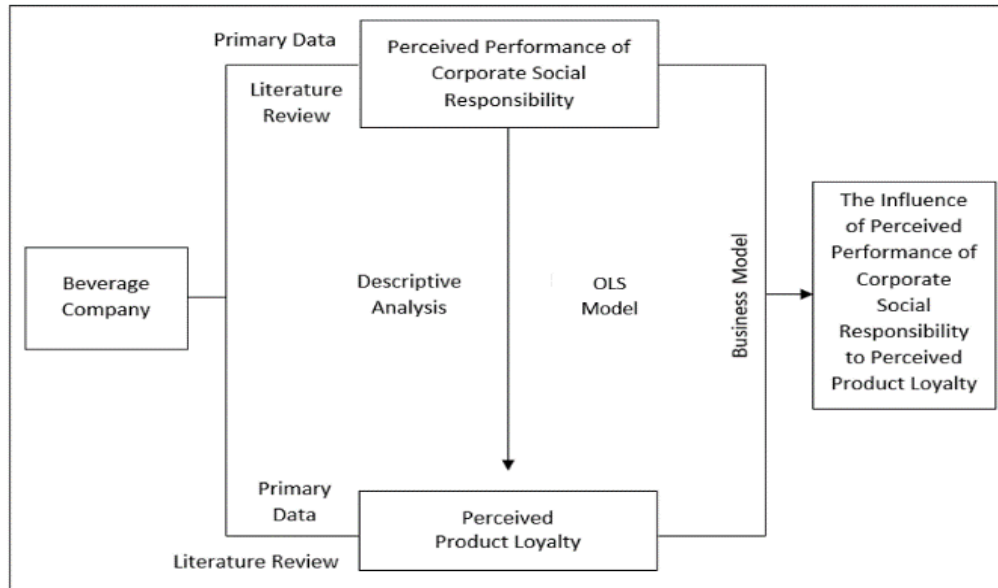 Primary Data
Literature
Review
Perceived Performance of
Corporate Social
Responsibility
Beverage
Company
Descriptive
Analysis
OLS
Model
Business Model
The Influence
of Perceived
Performance of
Corporate
Social
Responsibility
to Perceived
Product Loyalty
Primary
Data
Literature Review
Perceived
Product Loyalty